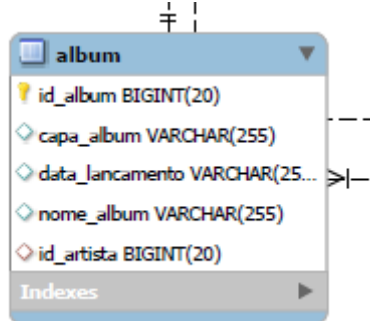 album
id_album BIGINT(20)
capa_album VARCHAR(255)
data_lancamento VARCHAR(25...
nome_album VARCHAR(255)
id_artista BIGINT(20)
Indexes